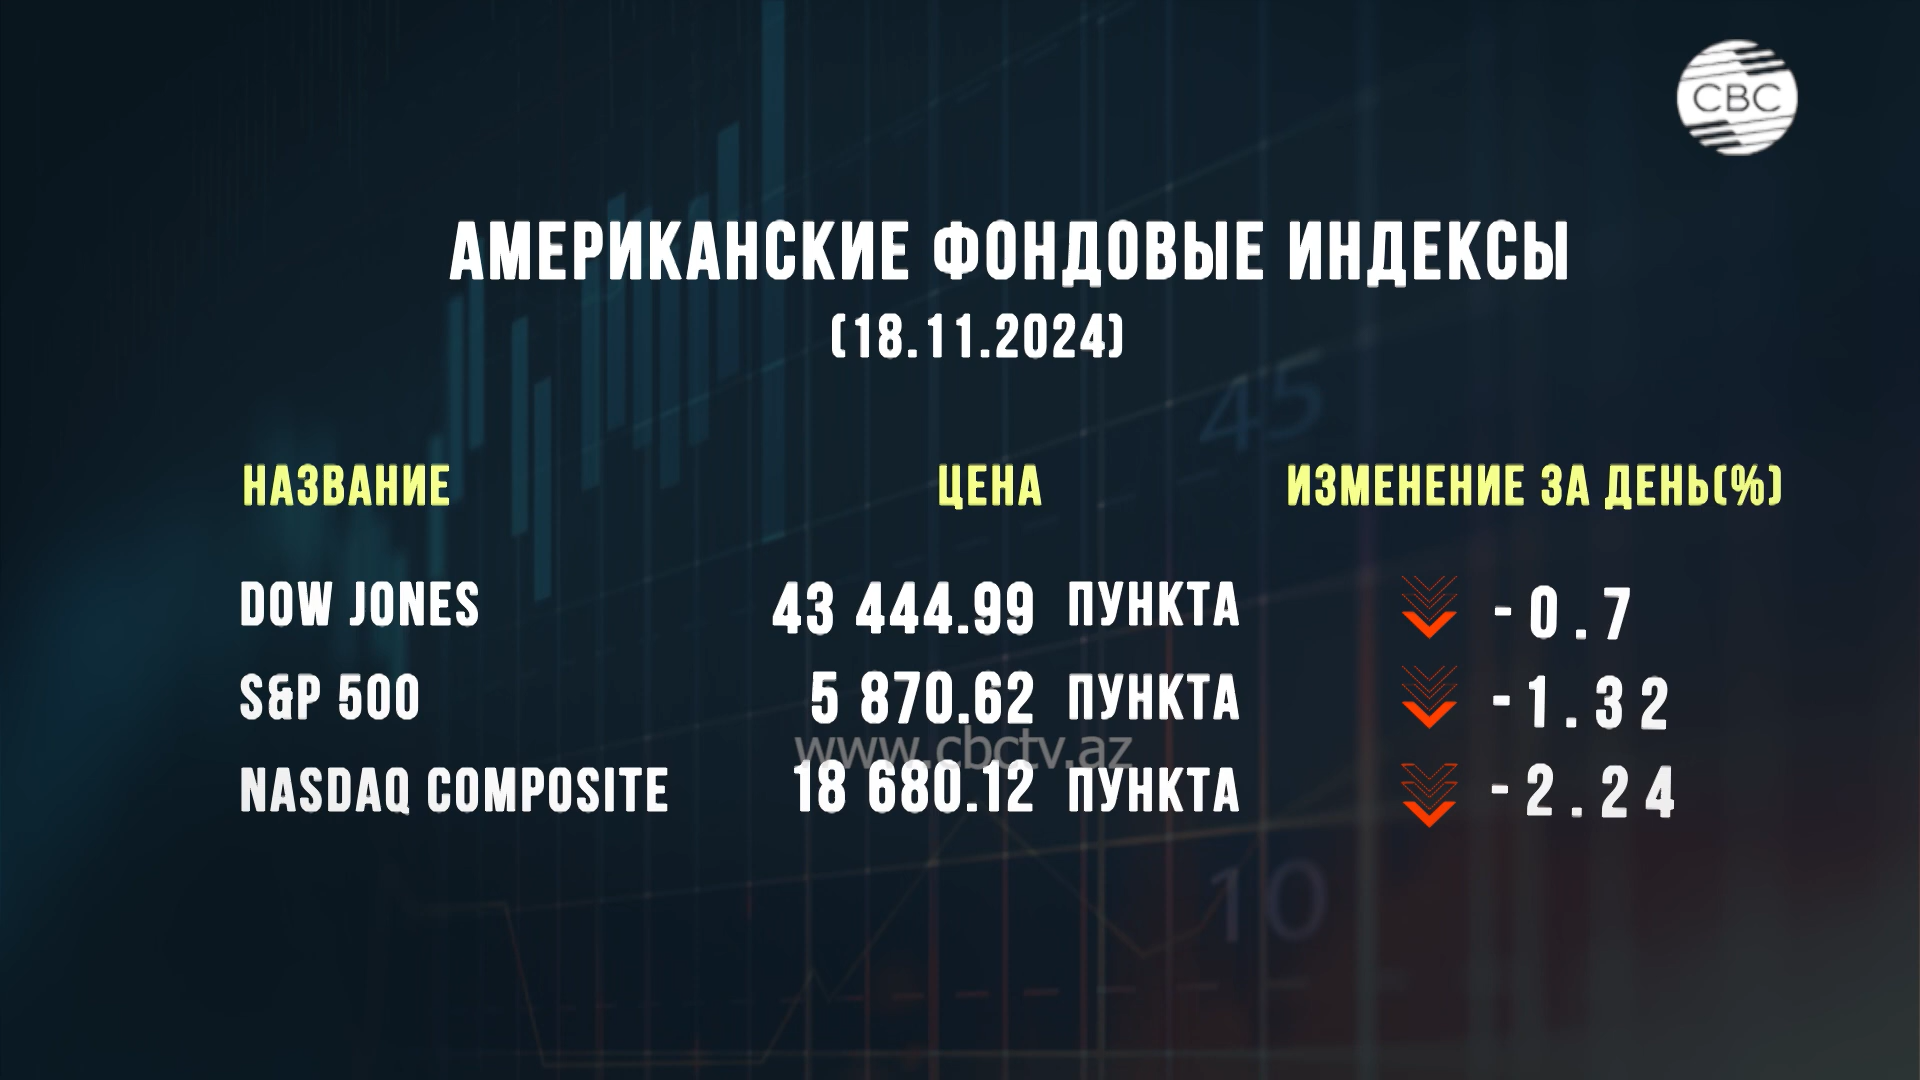 CBC
АМЕРИКАНСКИЕ ФОНДОВЫЕ ИНДЕКСЫ
(18.11.2024)
45
НАЗВАНИЕ ЦЕНА ИЗМЕНЕНИЕ ЗА ДЕНЬ(%)
DOW JONES 43 444.99 ПУНКТА -0.7
S&P 500 5 870.62 ПУНКТА -1.32
www.cbctv.az
NASDAQ COMPOSITE 18 680.12 ПУНКТА -2.24
10